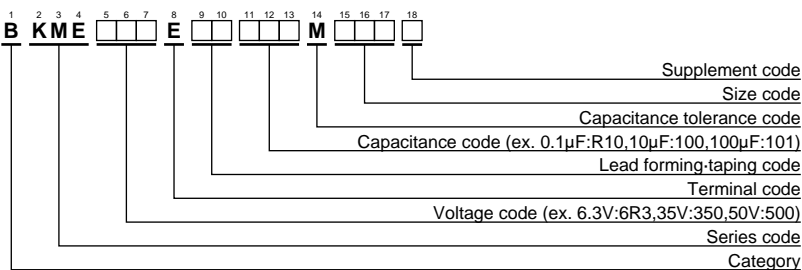 1 2 3 4 5 6 7 8 9 10 11 12 13 14 15 16 17 18
B KME E M
Supplement code
Size code
Capacitance tolerance code
Capacitance code (ex. 0.1µF:R10,10µF:100,100µF:101)
Lead forming·taping code
Terminal code
Voltage code (ex. 6.3V:6R3,35V:350,50V:500)
Series code
Category